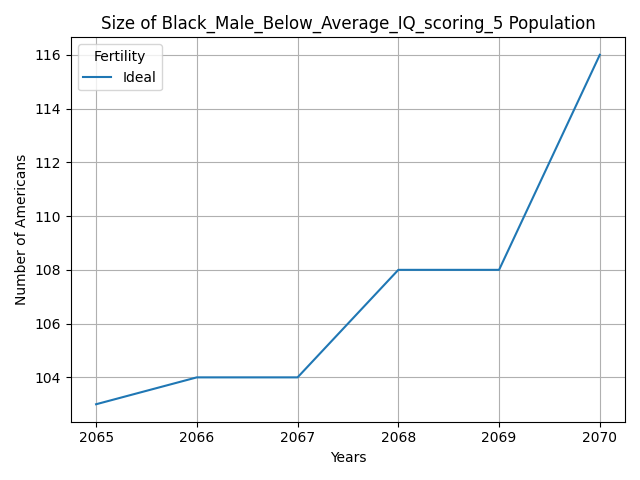 Size of Black_Male_Below_Average_IQ_scoring_5 Population
Fertility
Ideal
116
114
112
110
108
106
104
Number of Americans
2065 2066 2067 2068 2069 2070
Years